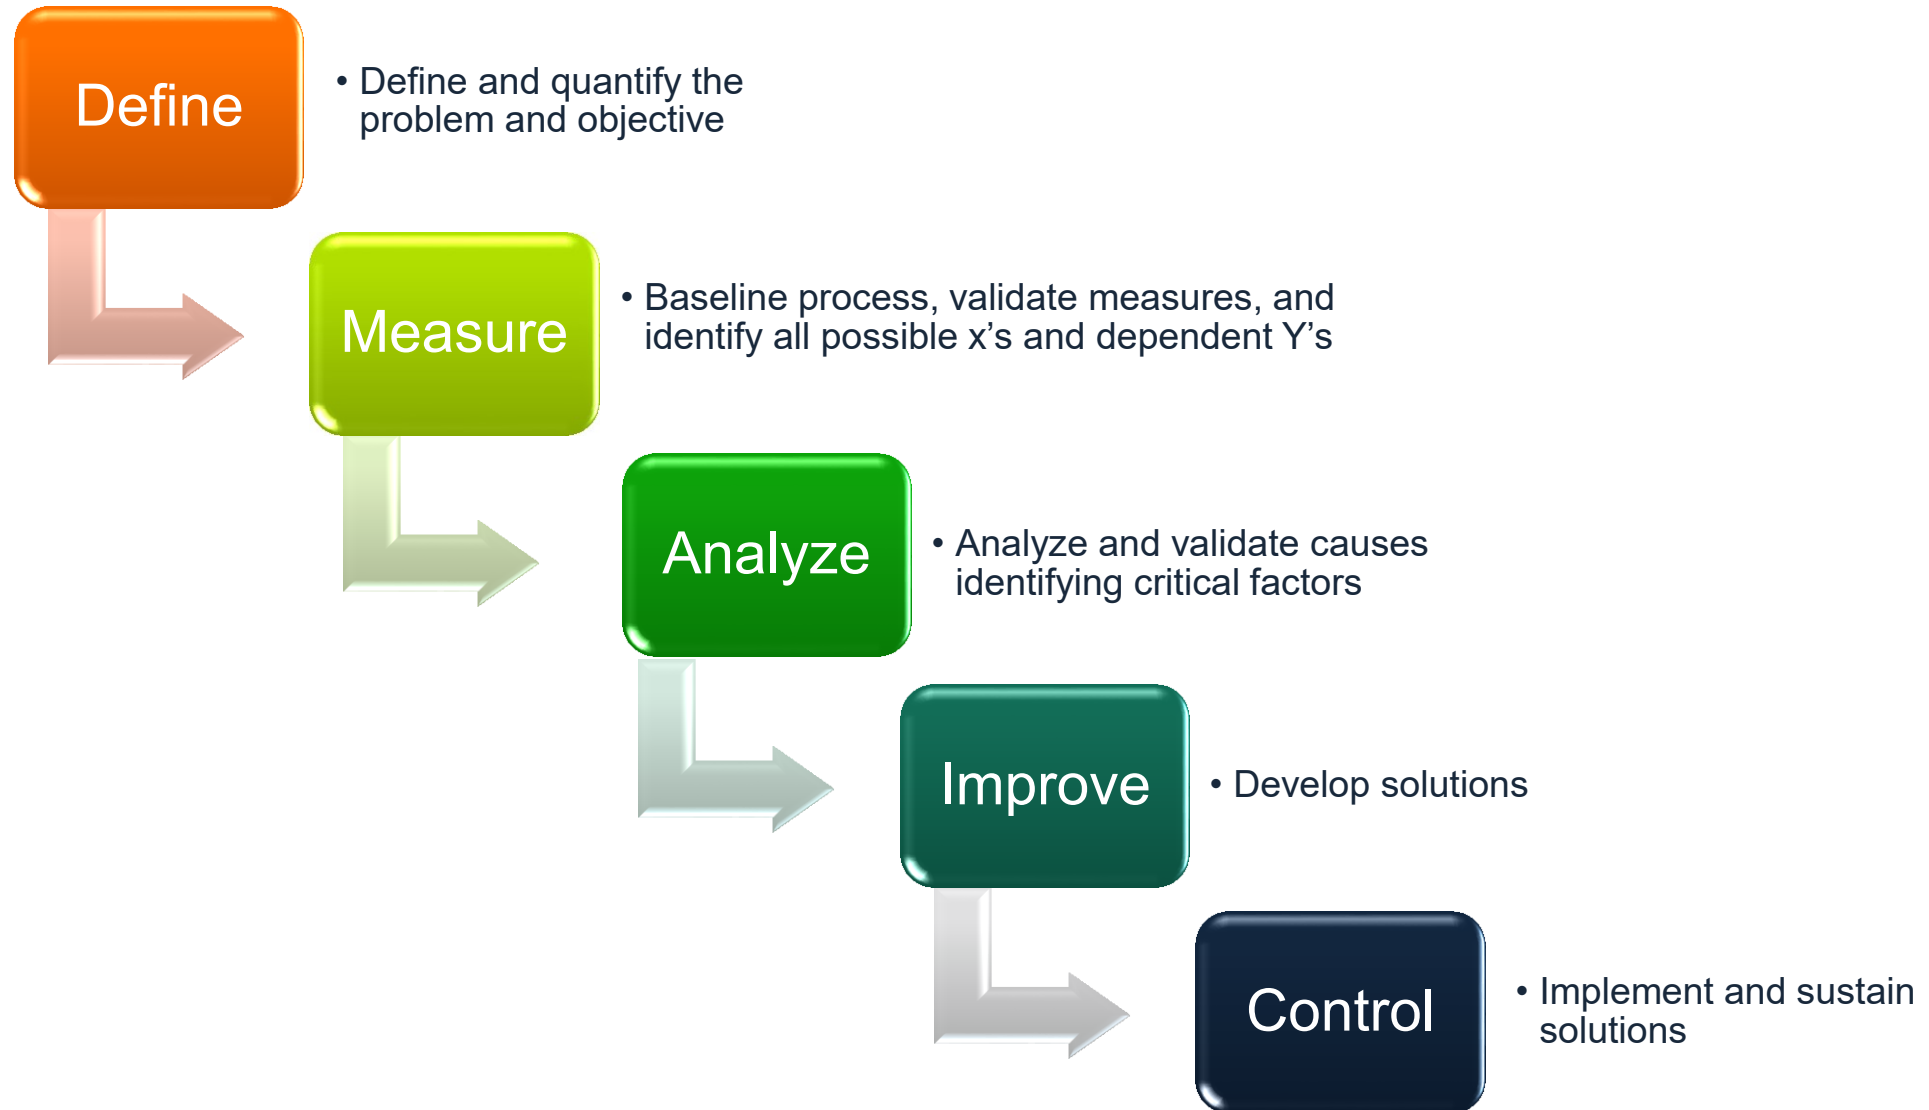 Define
• Define and quantify the
problem and objective
Measure
• Baseline process, validate measures, and
identify all possible x’s and dependent Y’s
Analyze
• Analyze and validate causes
identifying critical factors
Improve
• Develop solutions
Control
• Implement and sustain
solutions